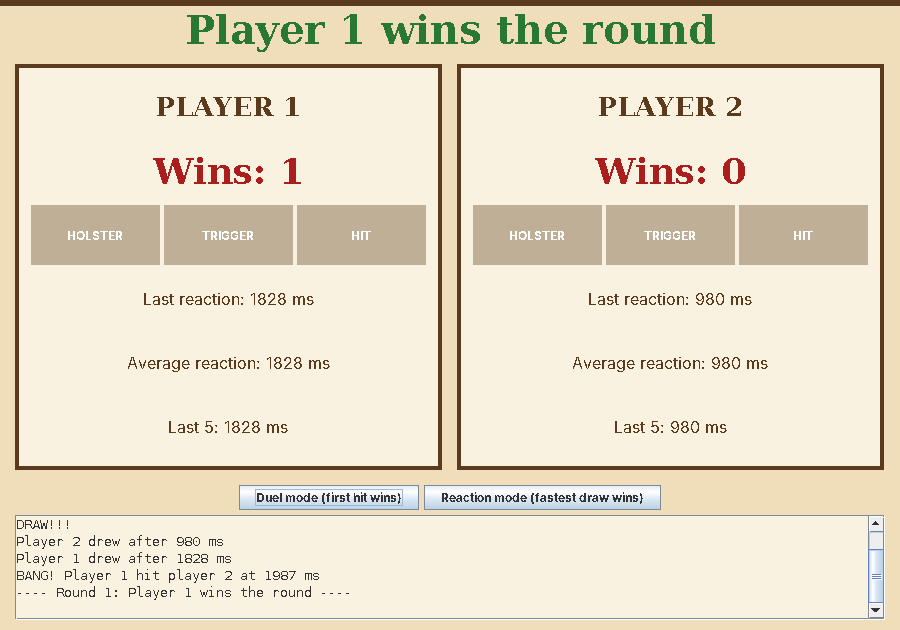 Player 1 wins the round
PLAYER 1
Wins: 1
HOLSTER TRIGGER HIT
Last reaction: 1828 ms
Average reaction: 1828 ms
Last 5: 1828 ms
PLAYER 2
Wins: 0
HOLSTER TRIGGER HIT
Last reaction: 980 ms
Average reaction: 980 ms
Last 5: 980 ms
Duel mode (first hit wins) Reaction mode (fastest draw wins)
DRAW!!!
Player 2 drew after 980 ms
Player 1 drew after 1828 ms
BANG! Player 1 hit player 2 at 1987 ms
---- Round 1: Player 1 wins the round ----